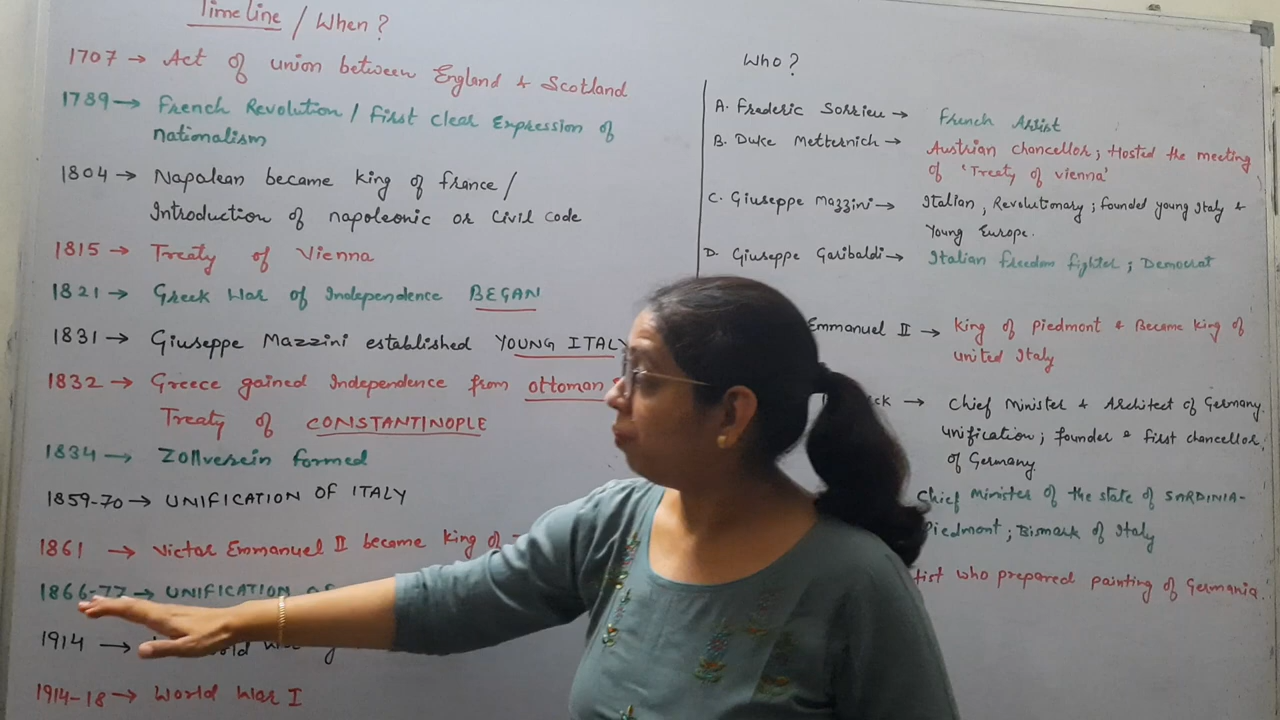 Timeline / When?
1707 → Act of union between England & Scotland
1789 → French Revolution / First Clear Expression of
nationalism
1804 → Napolean became king of france /
Introduction of napoleonic or Civil code
1815 → Treaty of Vienna
1821 → Greek War of Independence BEGAN
1831 → Giuseppe Mazzini established YOUNG ITALY
1832 → Greece gained Independence from ottoman
Treaty of CONSTANTINOPLE
1834 → Zollverein formed
1859-70 → UNIFICATION OF ITALY
1861 → Victor Emmanuel II became king of
1866-77 → UNIFICATION OF
1914 →
1914-18 → World War I
Who?
A. Frederic Sorrieu → French Artist
B. Duke Metternich → Austrian chancellor; Hosted the meeting
of 'Treaty of vienna'
C. Giuseppe Mazzini → Italian, Revolutionary; founded young Italy &
Young Europe.
D. Giuseppe Garibaldi → Italian freedom fighter; Democrat
Emmanuel II → King of Piedmont & Became king of
united Italy
→ Chief Minister & Architect of Germany
unification; founder & first chancellor
of Germany.
Chief Minister of the state of SARDINIA-
Piedmont; Bismark of Italy
who prepared painting of Germania.